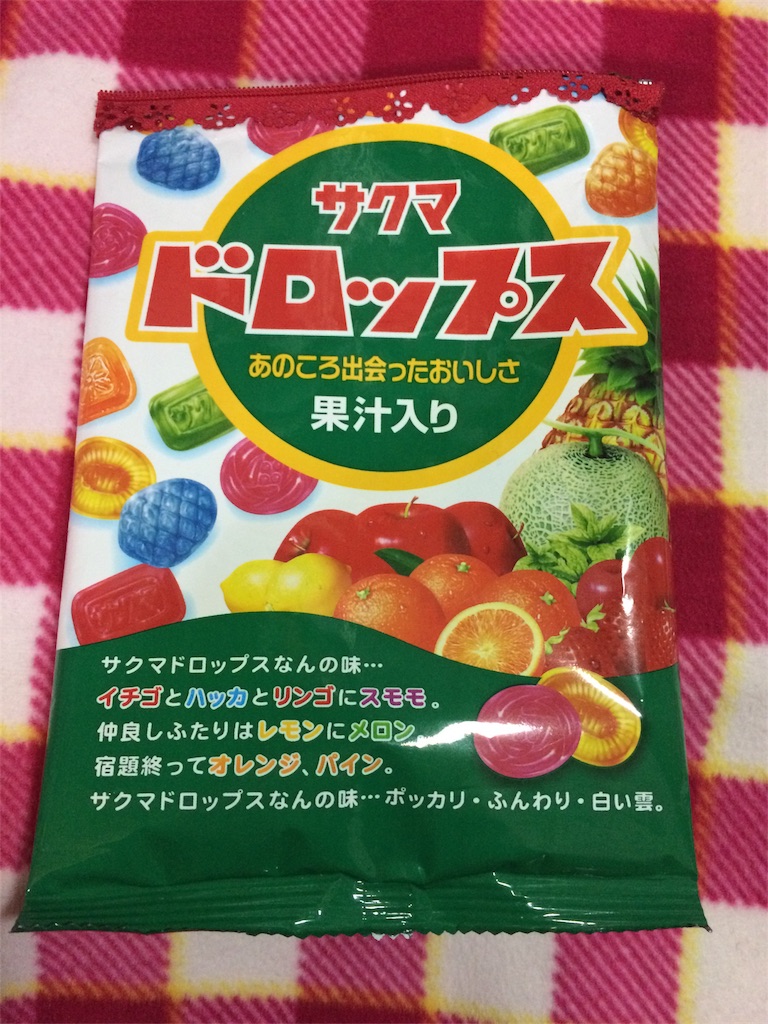 サクマ
ドロップス
あのころ出会ったおいしさ
果汁入り
サクマドロップスなんの味…
イチゴとハッカとリンゴにスモモ。
仲良しふたりはレモンにメロン。
宿題終ってオレンジ、パイン。
サクマドロップスなんの味…ポッカリ・ふんわり・白い雲。